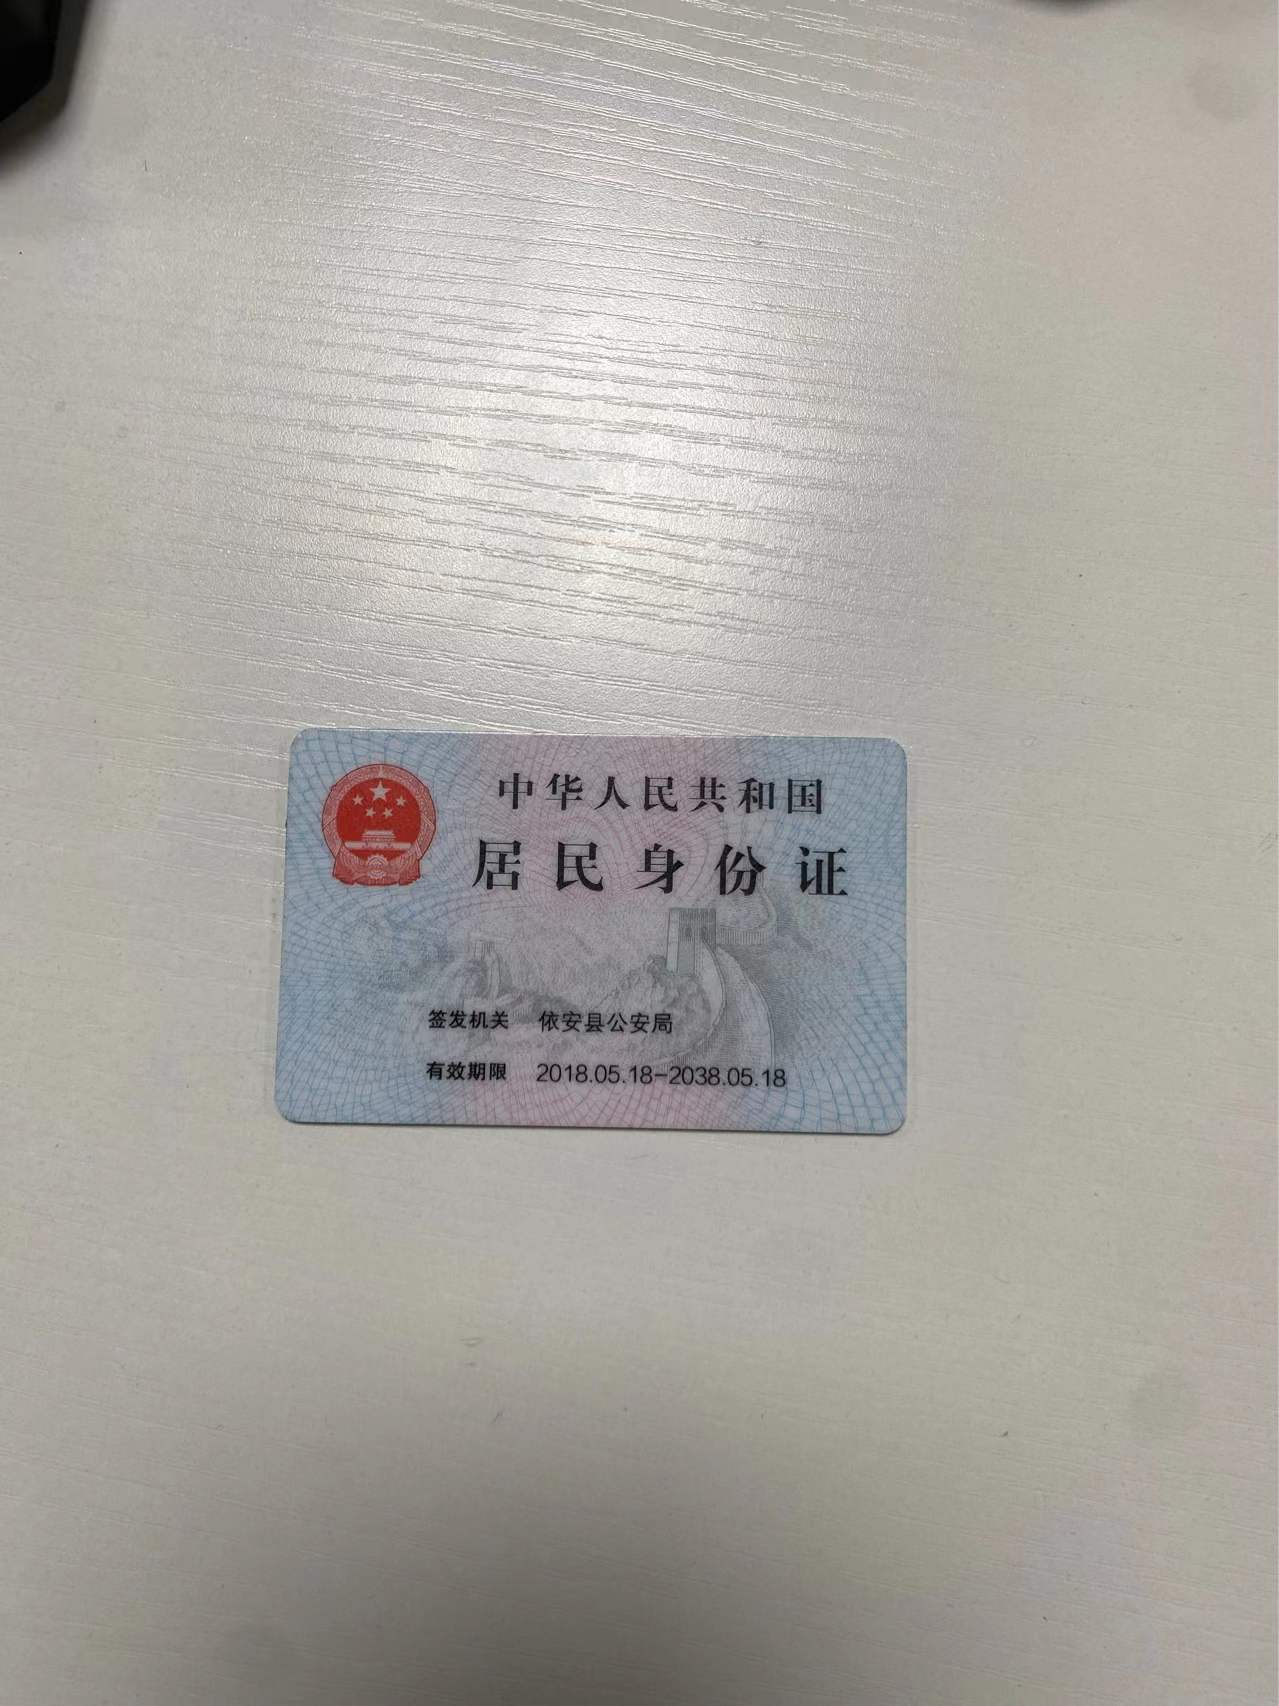 中华人民共和国
居民身份证
签发机关 依安县公安局
有效期限 2018.05.18-2038.05.18